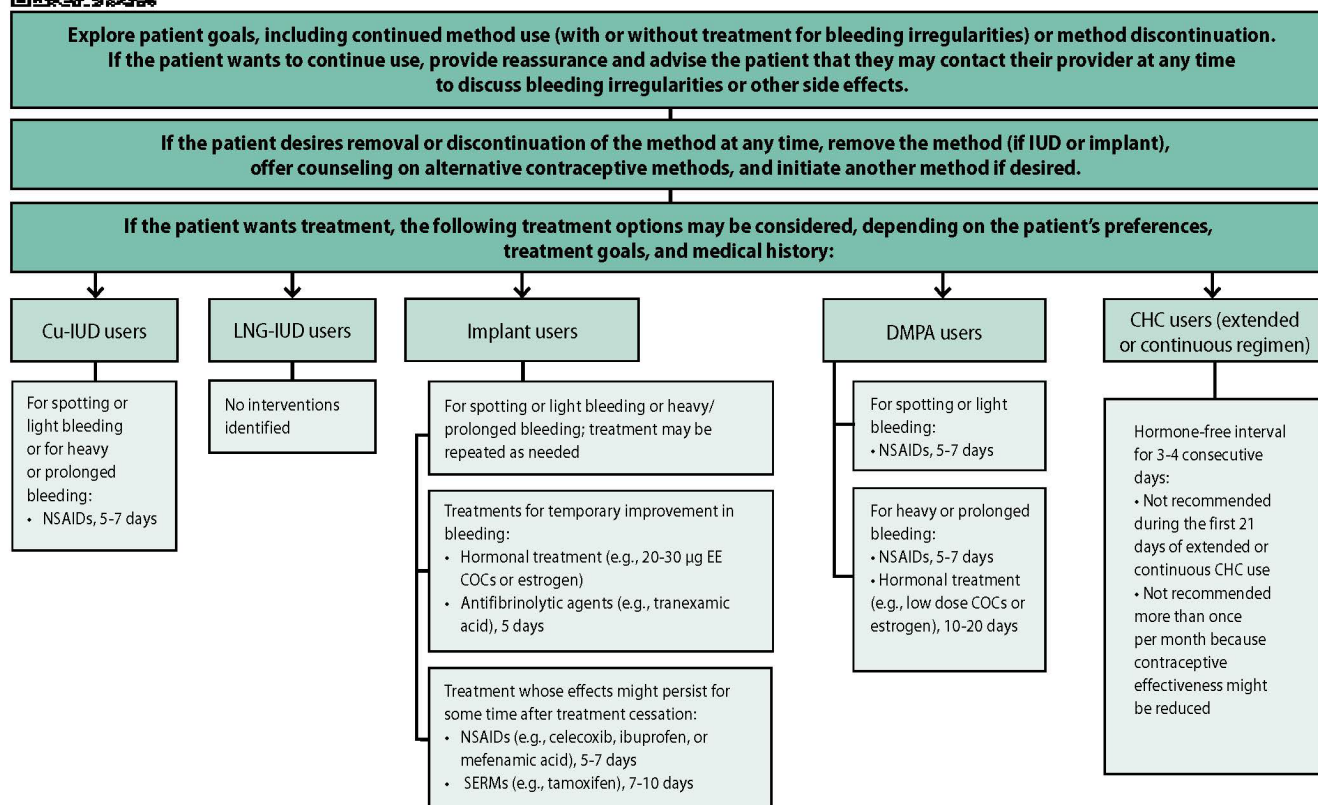 Explore patient goals, including continued method use (with or without treatment for bleeding irregularities) or method discontinuation.
If the patient wants to continue use, provide reassurance and advise the patient that they may contact their provider at any time
to discuss bleeding irregularities or other side effects.
If the patient desires removal or discontinuation of the method at any time, remove the method (if IUD or implant),
offer counseling on alternative contraceptive methods, and initiate another method if desired.
If the patient wants treatment, the following treatment options may be considered, depending on the patient's preferences,
treatment goals, and medical history:
Cu-IUD users
For spotting or
light bleeding
or for heavy
or prolonged
bleeding:
• NSAIDs, 5-7 days
LNG-IUD users
No interventions
identified
Implant users
For spotting or light bleeding or heavy/
prolonged bleeding; treatment may be
repeated as needed
Treatments for temporary improvement in
bleeding:
• Hormonal treatment (e.g., 20-30 μg EE
COCs or estrogen)
• Antifibrinolytic agents (e.g., tranexamic
acid), 5 days
Treatment whose effects might persist for
some time after treatment cessation:
• NSAIDs (e.g., celecoxib, ibuprofen, or
mefenamic acid), 5-7 days
• SERMs (e.g., tamoxifen), 7-10 days
DMPA users
For spotting or light
bleeding:
• NSAIDs, 5-7 days
For heavy or prolonged
bleeding:
• NSAIDs, 5-7 days
• Hormonal treatment
(e.g., low dose COCs or
estrogen), 10-20 days
CHC users (extended
or continuous regimen)
Hormone-free interval
for 3-4 consecutive
days:
• Not recommended
during the first 21
days of extended or
continuous CHC use
• Not recommended
more than once
per month because
contraceptive
effectiveness might
be reduced